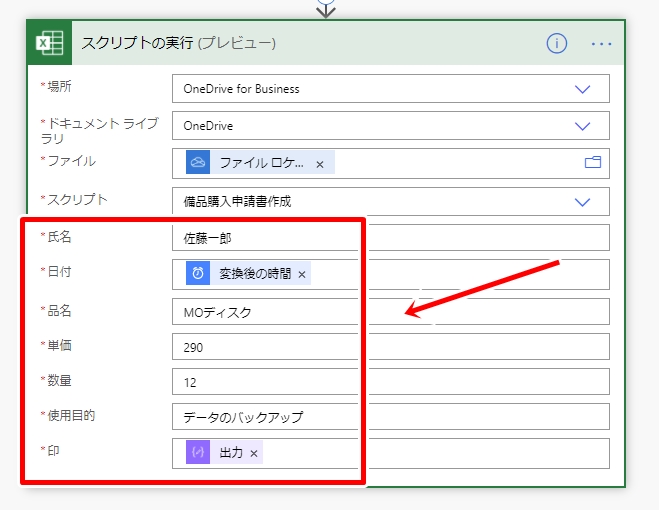 スクリプトの実行 (プレビュー)
*場所
OneDrive for Business
*ドキュメント ライブラリ
OneDrive
*ファイル
ファイル ロケ...
*スクリプト
備品購入申請書作成
*氏名
佐藤一郎
*日付
変換後の時間
*品名
MOディスク
*単価
290
*数量
12
*使用目的
データのバックアップ
*印
出力